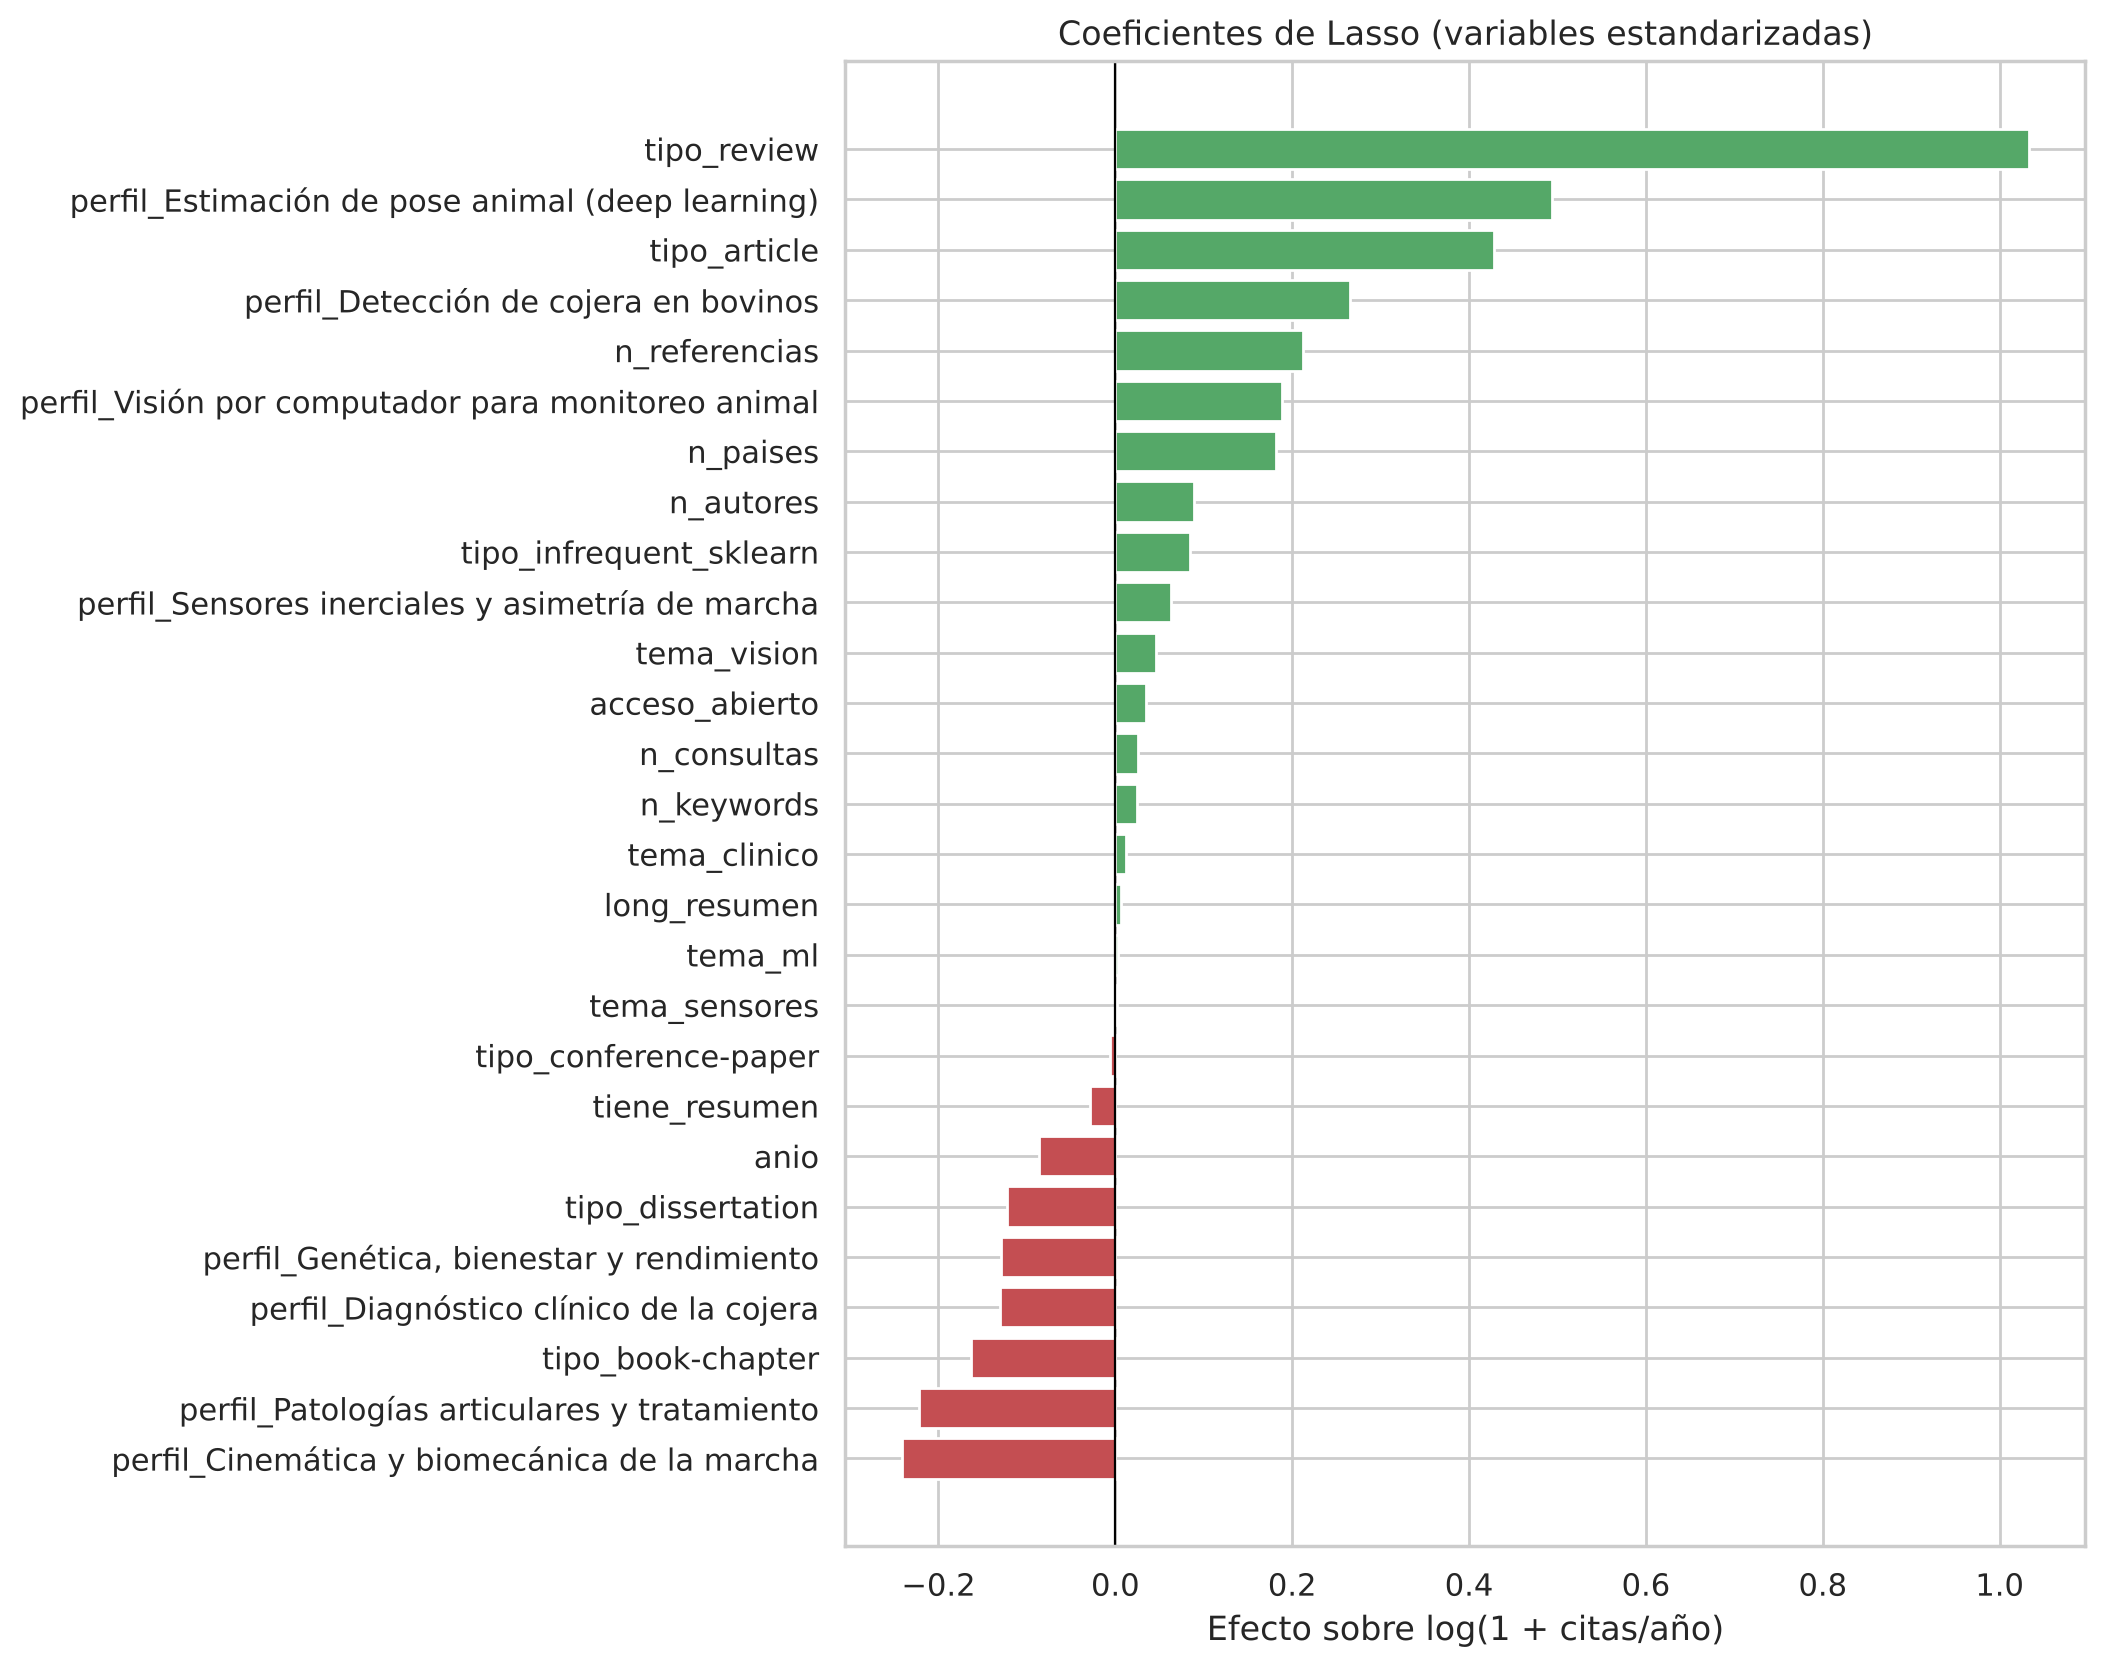 Coeficientes de Lasso (variables estandarizadas)
tipo_review
perfil_Estimación de pose animal (deep learning)
tipo_article
perfil_Detección de cojera en bovinos
n_referencias
perfil_Visión por computador para monitoreo animal
n_paises
n_autores
tipo_infrequent_sklearn
perfil_Sensores inerciales y asimetría de marcha
tema_vision
acceso_abierto
n_consultas
n_keywords
tema_clinico
long_resumen
tema_ml
tema_sensores
tipo_conference-paper
tiene_resumen
anio
tipo_dissertation
perfil_Genética, bienestar y rendimiento
perfil_Diagnóstico clínico de la cojera
tipo_book-chapter
perfil_Patologías articulares y tratamiento
perfil_Cinemática y biomecánica de la marcha
−0.2 0.0 0.2 0.4 0.6 0.8 1.0
Efecto sobre log(1 + citas/año)